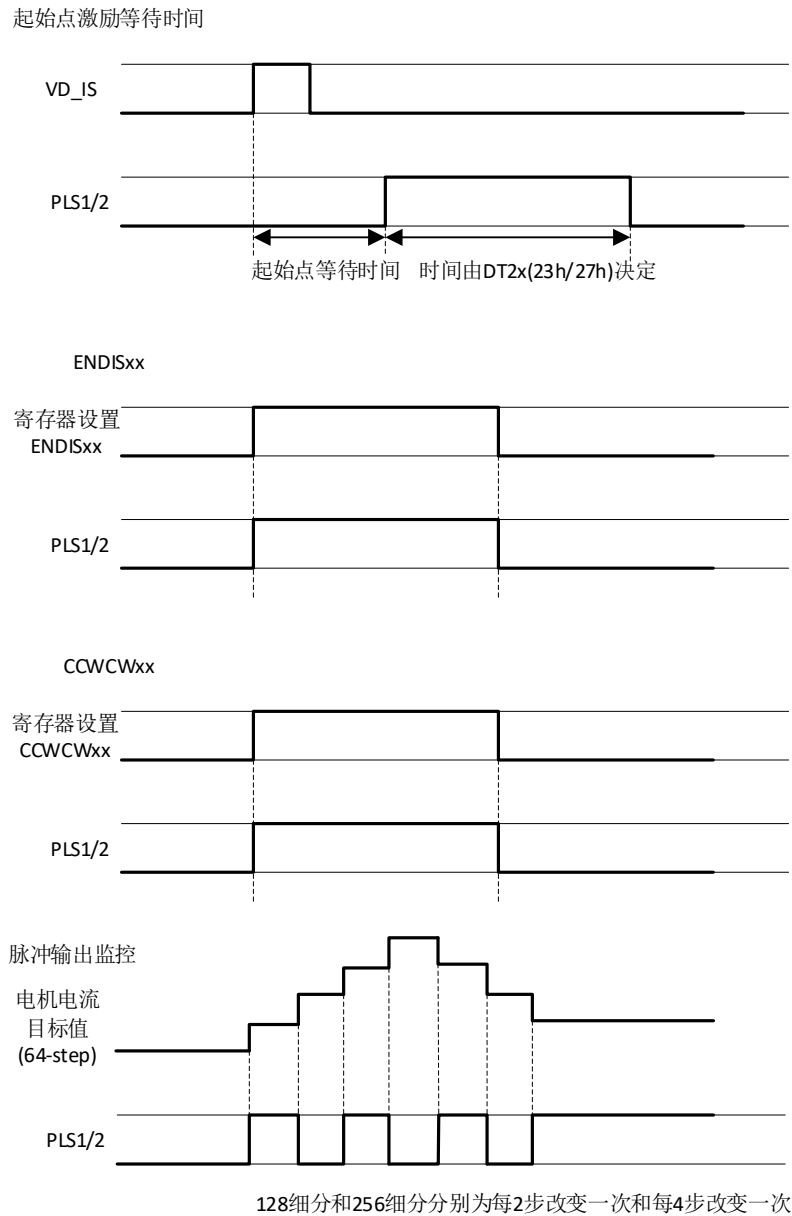 起始点激励等待时间
VD_IS
PLS1/2
起始点等待时间 时间由DT2x(23h/27h)决定
ENDISxx
寄存器设置
ENDISxx
PLS1/2
CCWCWxx
寄存器设置
CCWCWxx
PLS1/2
脉冲输出监控
电机电流
目标值
(64-step)
PLS1/2
128细分和256细分分别为每2步改变一次和每4步改变一次